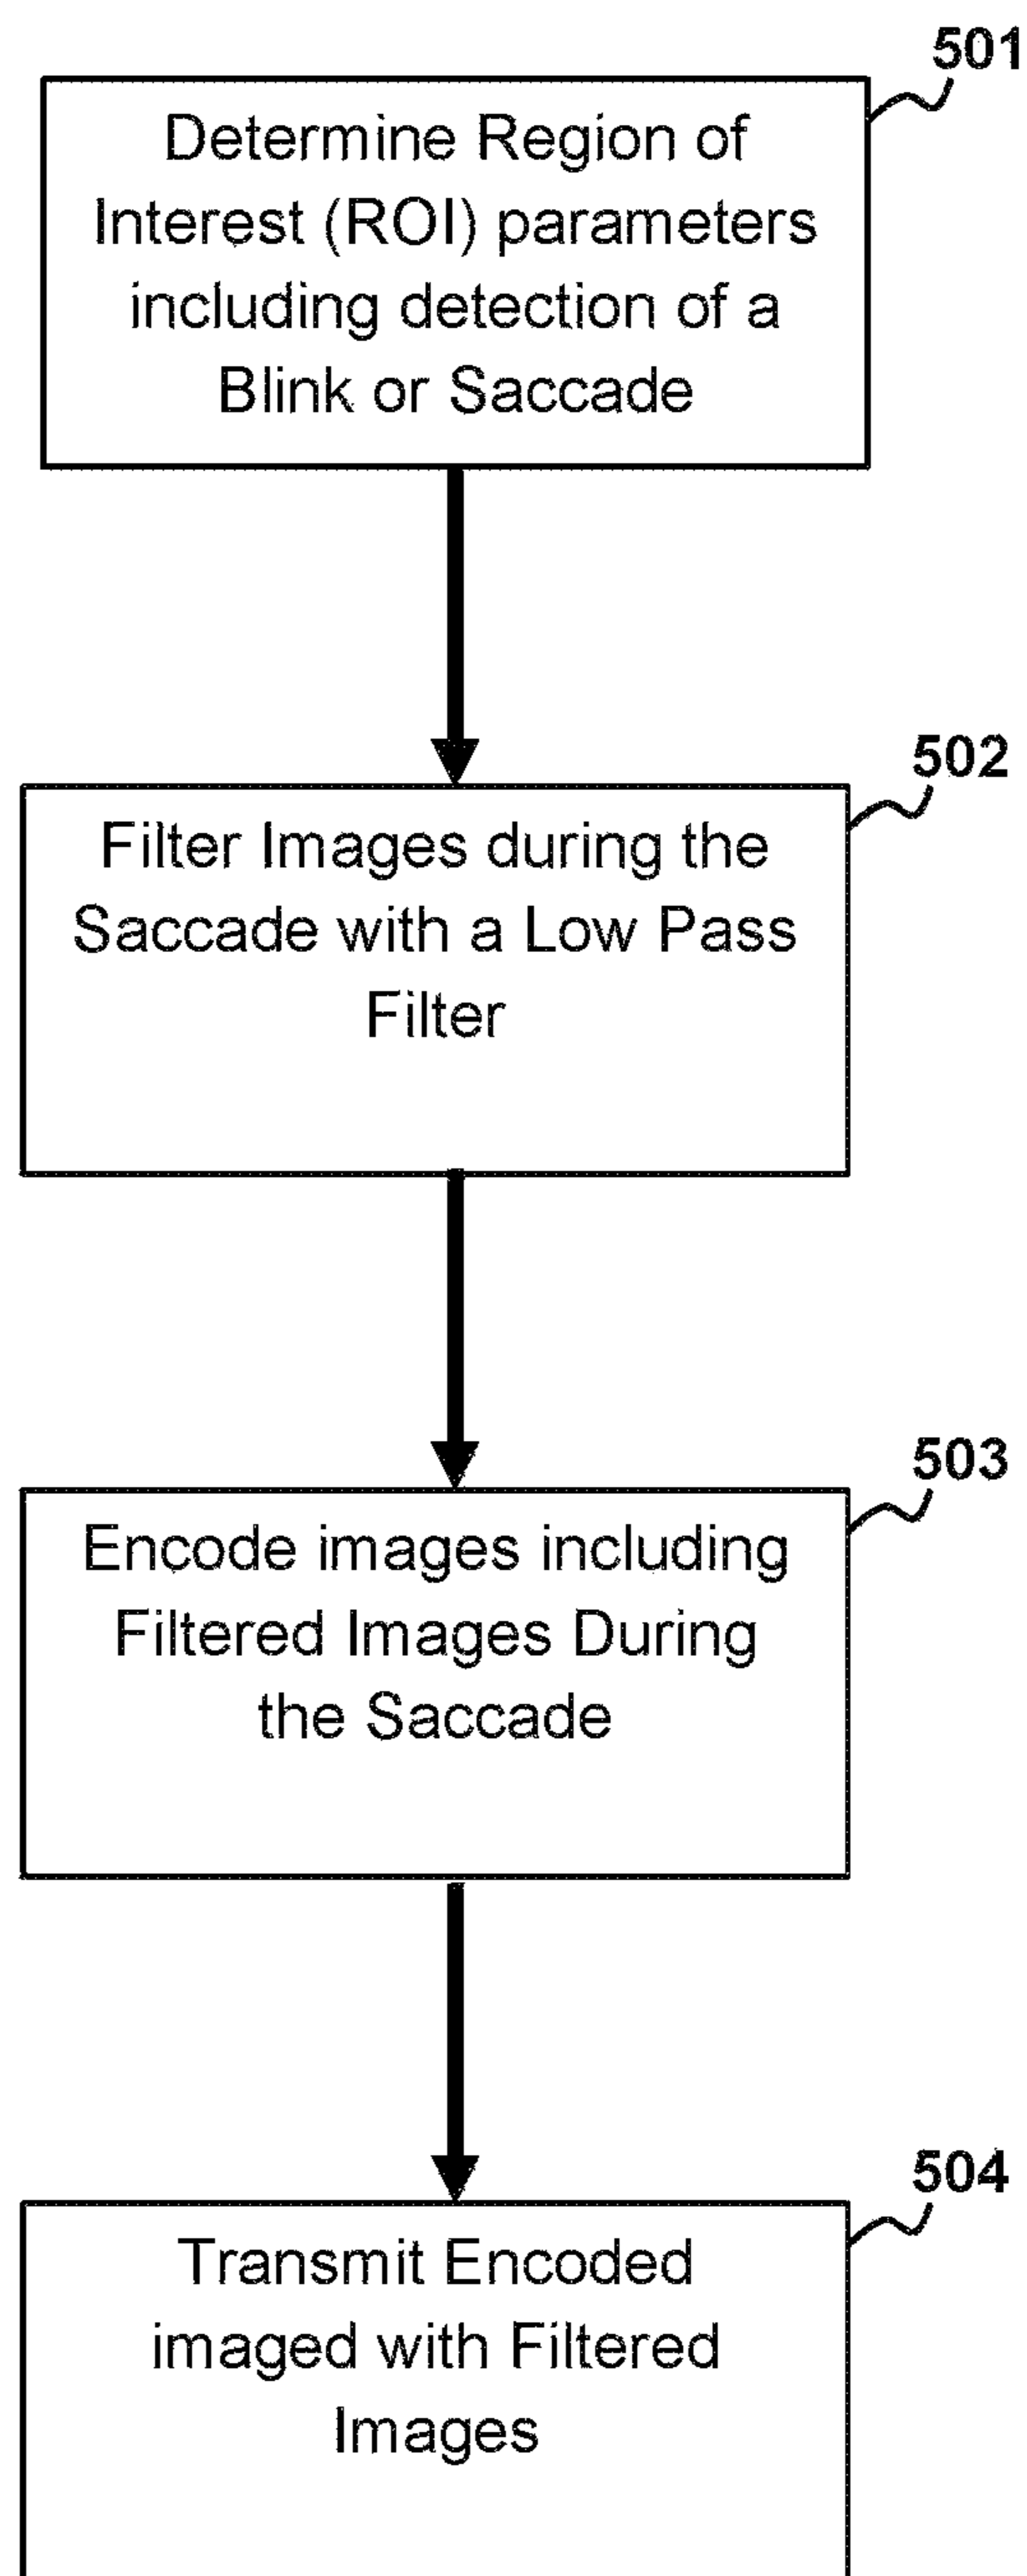 501
Determine Region of
Interest (ROI) parameters
including detection of a
Blink or Saccade
502
Filter Images during the
Saccade with a Low Pass
Filter
503
Encode images including
Filtered Images During
the Saccade
504
Transmit Encoded
imaged with Filtered
Images